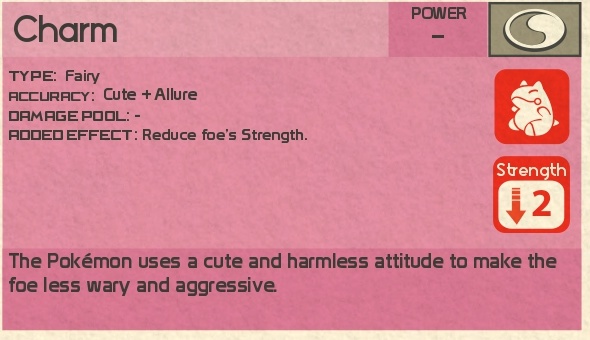 Charm
POWER
–
TYPE: Fairy
ACCURACY: Cute + Allure
DAMAGE POOL: -
ADDED EFFECT: Reduce foe's Strength.
Strength
2
The Pokémon uses a cute and harmless attitude to make the
foe less wary and aggressive.